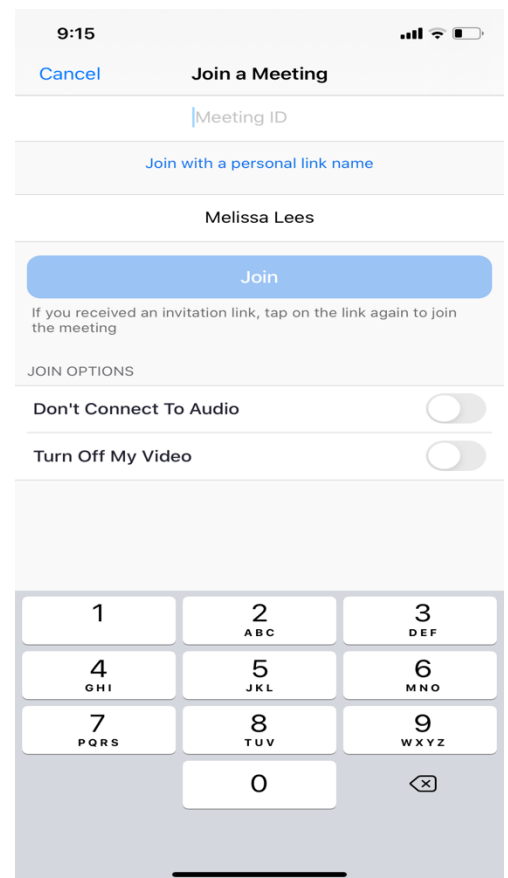 9:15
Cancel
Join a Meeting
Meeting ID
Join with a personal link name
Melissa Lees
Join
If you received an invitation link, tap on the link again to join
the meeting
JOIN OPTIONS
Don't Connect To Audio
Turn Off My Video
1 2 3
ABC DEF
4 5 6
GHI JKL MNO
7 8 9
PQRS TUV WXYZ
0